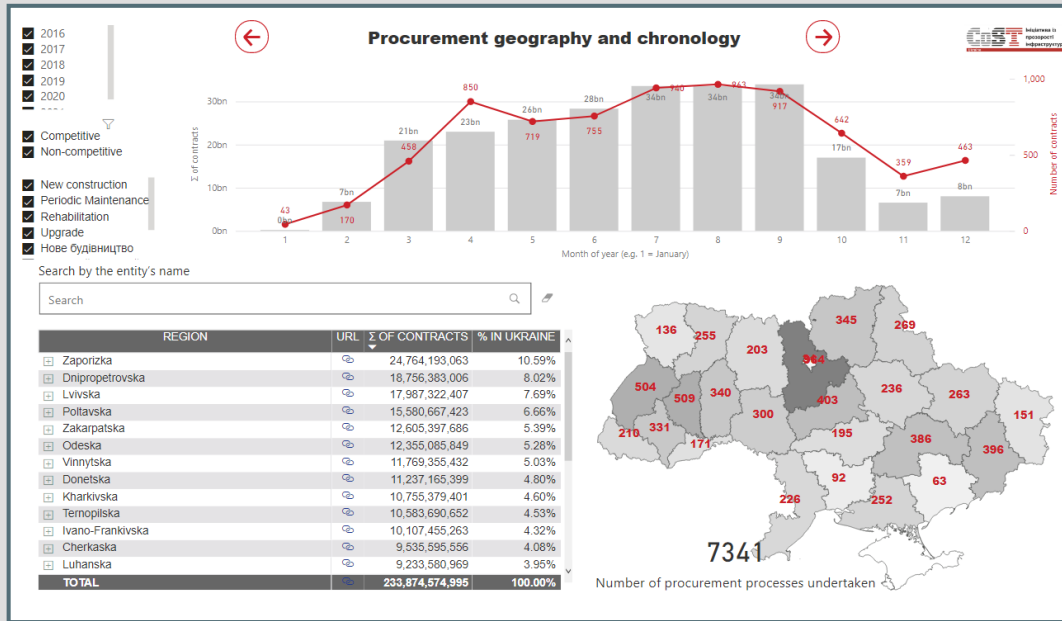 Procurement geography and chronology
CoST
Ініціатива із
прозорості
інфраструктури
2016
2017
2018
2019
2020
Competitive
Non-competitive
New construction
Periodic Maintenance
Rehabilitation
Upgrade
Нове будівництво
Σ of contracts
30bn
20bn
10bn
0bn
1,000
500
0
Number of contracts
0bn
7bn
21bn
23bn
26bn
28bn
34bn
34bn
34bn
17bn
7bn
8bn
43
170
458
850
719
755
940
963
917
642
359
463
1 2 3 4 5 6 7 8 9 10 11 12
Month of year (e.g. 1 = January)
Search by the entity's name
Search
REGION URL Σ OF CONTRACTS % IN UKRAINE
Zaporizka 24,764,193,063 10.59%
Dnipropetrovska 18,756,383,006 8.02%
Lvivska 17,987,322,407 7.69%
Poltavska 15,580,667,423 6.66%
Zakarpatska 12,605,397,686 5.39%
Odeska 12,355,085,849 5.28%
Vinnytska 11,769,355,432 5.03%
Donetska 11,237,165,399 4.80%
Kharkivska 10,755,379,401 4.60%
Ternopilska 10,583,690,652 4.53%
Ivano-Frankivska 10,107,455,263 4.32%
Cherkaska 9,535,595,556 4.08%
Luhanska 9,233,580,969 3.95%
TOTAL 233,874,574,995 100.00%
136
255
203
345
269
504
509
340
300
403
236
263
151
210
331
171
195
386
396
92
63
226
252
7341
Number of procurement processes undertaken